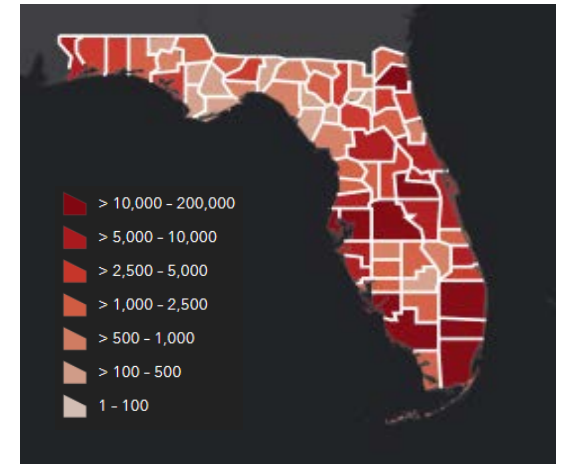 > 10,000 – 200,000
> 5,000 – 10,000
> 2,500 – 5,000
> 1,000 – 2,500
> 500 – 1,000
> 100 – 500
1 – 100